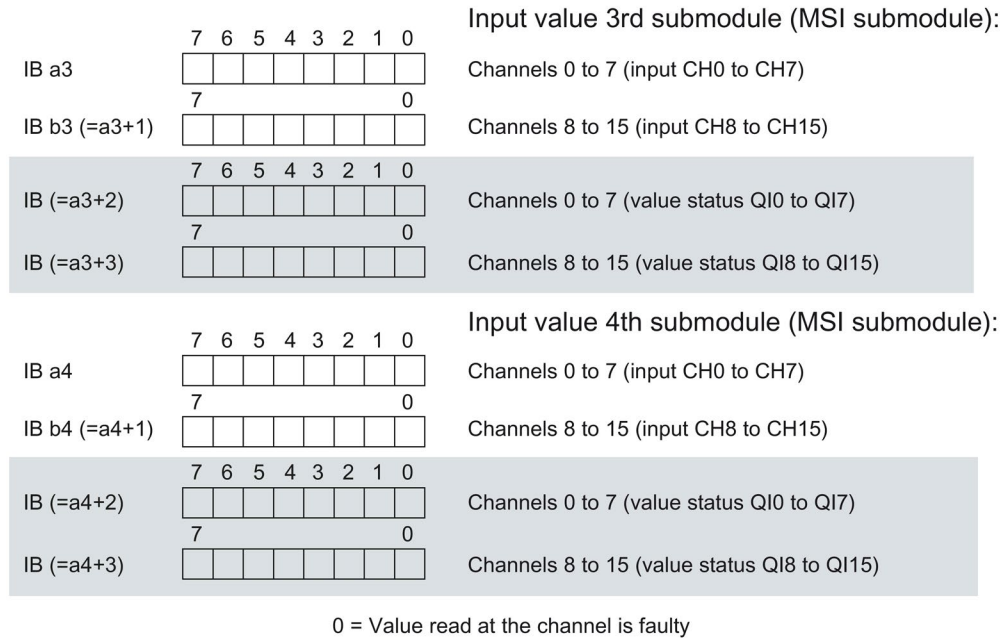 Input value 3rd submodule (MSI submodule):
7 6 5 4 3 2 1 0
IB a3 Channels 0 to 7 (input CH0 to CH7)
7 0
IB b3 (=a3+1) Channels 8 to 15 (input CH8 to CH15)
7 6 5 4 3 2 1 0
IB (=a3+2) Channels 0 to 7 (value status QI0 to QI7)
7 0
IB (=a3+3) Channels 8 to 15 (value status QI8 to QI15)
Input value 4th submodule (MSI submodule):
7 6 5 4 3 2 1 0
IB a4 Channels 0 to 7 (input CH0 to CH7)
7 0
IB b4 (=a4+1) Channels 8 to 15 (input CH8 to CH15)
7 6 5 4 3 2 1 0
IB (=a4+2) Channels 0 to 7 (value status QI0 to QI7)
7 0
IB (=a4+3) Channels 8 to 15 (value status QI8 to QI15)
0 = Value read at the channel is faulty